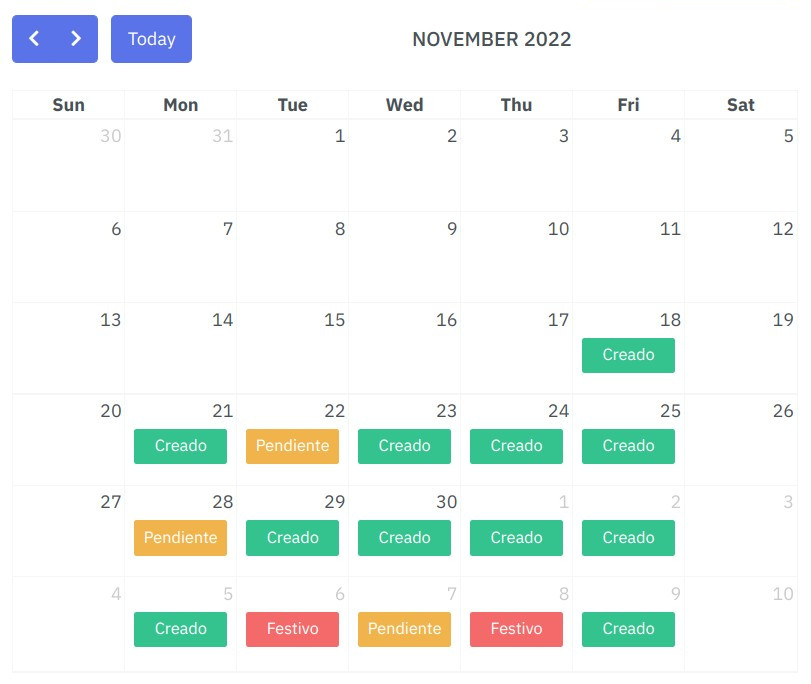 Today NOVEMBER 2022
Sun Mon Tue Wed Thu Fri Sat
30 31 1 2 3 4 5
6 7 8 9 10 11 12
13 14 15 16 17 18 19
Creado
20 21 22 23 24 25 26
Creado Pendiente Creado Creado Creado
27 28 29 30 1 2 3
Pendiente Creado Creado Creado Creado
4 5 6 7 8 9 10
Creado Festivo Pendiente Festivo Creado